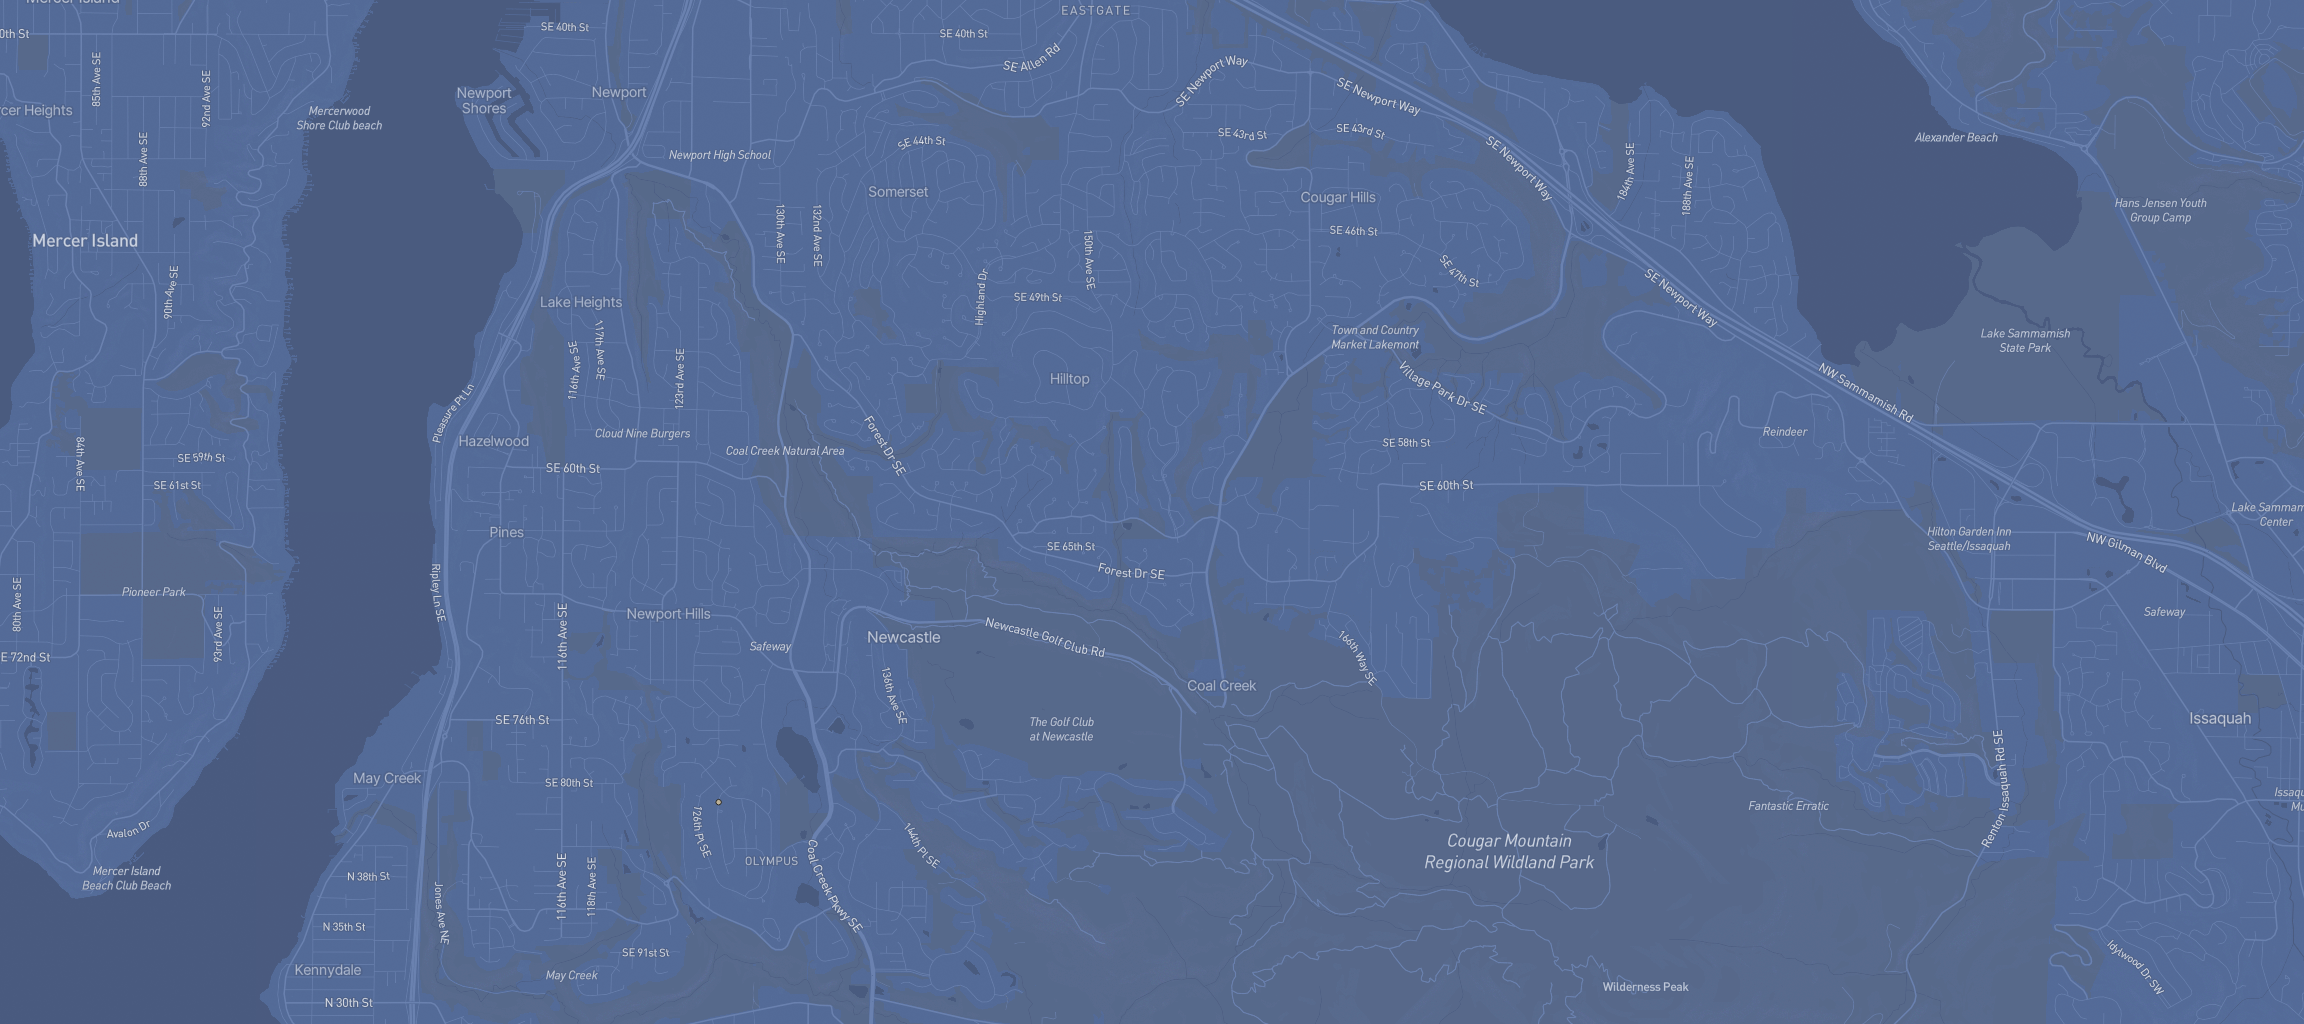 Mercer Island
EASTGATE
0th St
SE 40th St
SE 40th St
SE Allen Rd
SE Newport Way
85th Ave SE
92nd Ave SE
cer Heights
Mercerwood
Shore Club beach
Newport
Shores
Newport
SE Newport Way
88th Ave SE
SE 44th St
SE 43rd St
SE 43rd St
SE Newport Way
Alexander Beach
Newport High School
184th Ave SE
188th Ave SE
Somerset
Cougar Hills
Hans Jensen Youth
Group Camp
Mercer Island
130th Ave SE
132nd Ave SE
150th Ave SE
SE 46th St
90th Ave SE
SE 47th St
SE Newport Way
Lake Heights
Highland Dr
SE 49th St
117th Ave SE
116th Ave SE
123rd Ave SE
Town and Country
Market Lakemont
Lake Sammamish
State Park
Hilltop
Village Park Dr SE
NW Sammamish Rd
Pleasure Pt Ln
Hazelwood
Cloud Nine Burgers
Coal Creek Natural Area
Forest Dr SE
SE 58th St
Reindeer
84th Ave SE
SE 59th St
SE 60th St
SE 61st St
SE 60th St
Lake Sammam
Center
Pines
SE 65th St
Hilton Garden Inn
Seattle/Issaquah
NW Gilman Blvd
Forest Dr SE
Ripley Ln SE
Pioneer Park
80th Ave SE
93rd Ave SE
116th Ave SE
Newport Hills
Safeway
Safeway
Newcastle
Newcastle Golf Club Rd
166th Way SE
E 72nd St
136th Ave SE
Coal Creek
SE 76th St
The Golf Club
at Newcastle
Issaquah
Renton Issaquah Rd SE
May Creek
SE 80th St
Fantastic Erratic
Issaqu
Mu
126th Pl SE
144th Pl SE
Avalon Dr
Cougar Mountain
Regional Wildland Park
OLYMPUS
Coal Creek Pkwy SE
Mercer Island
Beach Club Beach
N 38th St
116th Ave SE
118th Ave SE
Jones Ave NE
N 35th St
SE 91st St
Kennydale
May Creek
Idylwood Dr SW
Wilderness Peak
N 30th St